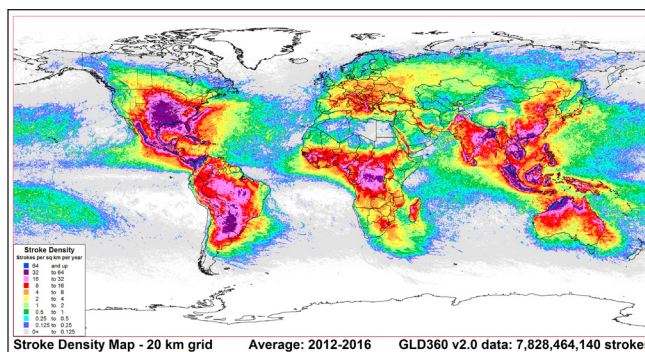 Stroke Density
Strokes per sq km per year
64 and up
32 to 64
16 to 32
8 to 16
4 to 8
2 to 4
1 to 2
0.5 to 1
0.25 to 0.5
0.125 to 0.25
0+ to 0.125
Stroke Density Map - 20 km grid Average: 2012-2016 GLD360 v2.0 data: 7,828,464,140 strokes